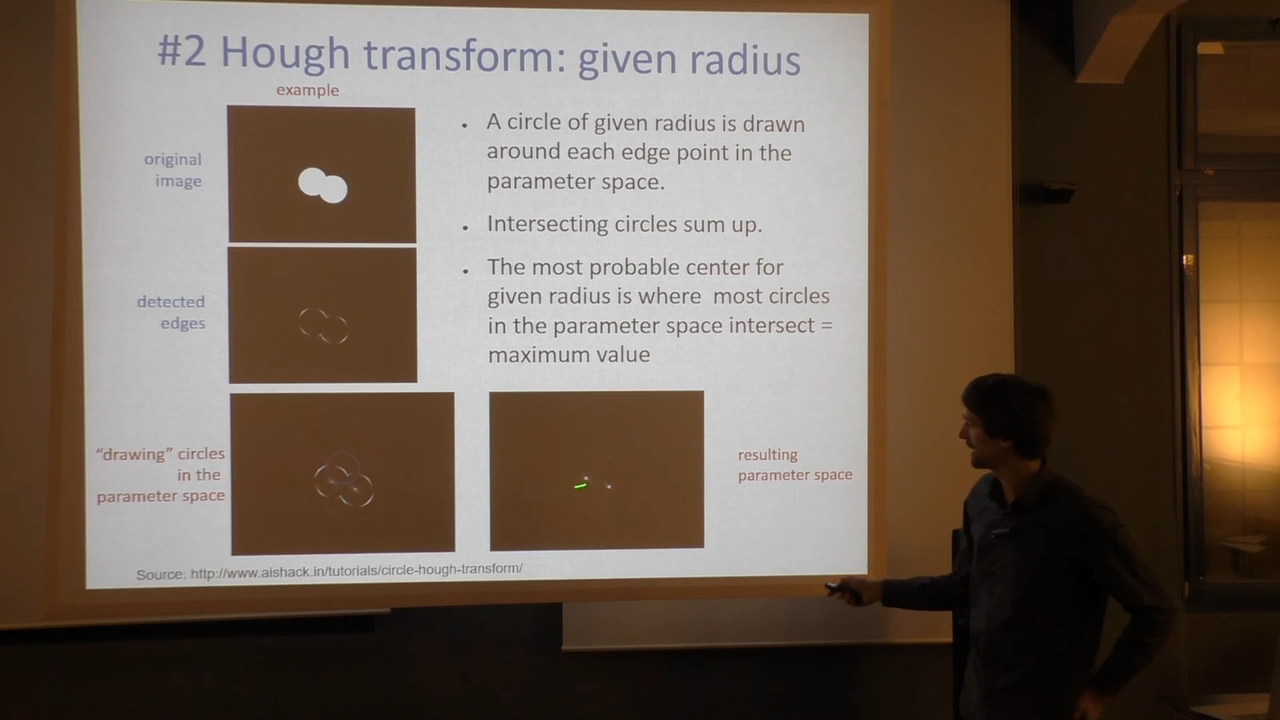 #2 Hough transform: given radius
example
original
image
detected
edges
"drawing" circles
in the
parameter space
• A circle of given radius is drawn
around each edge point in the
parameter space.
• Intersecting circles sum up.
• The most probable center for
given radius is where most circles
in the parameter space intersect =
maximum value
resulting
parameter space
Source: http://www.aishack.in/tutorials/circle-hough-transform/